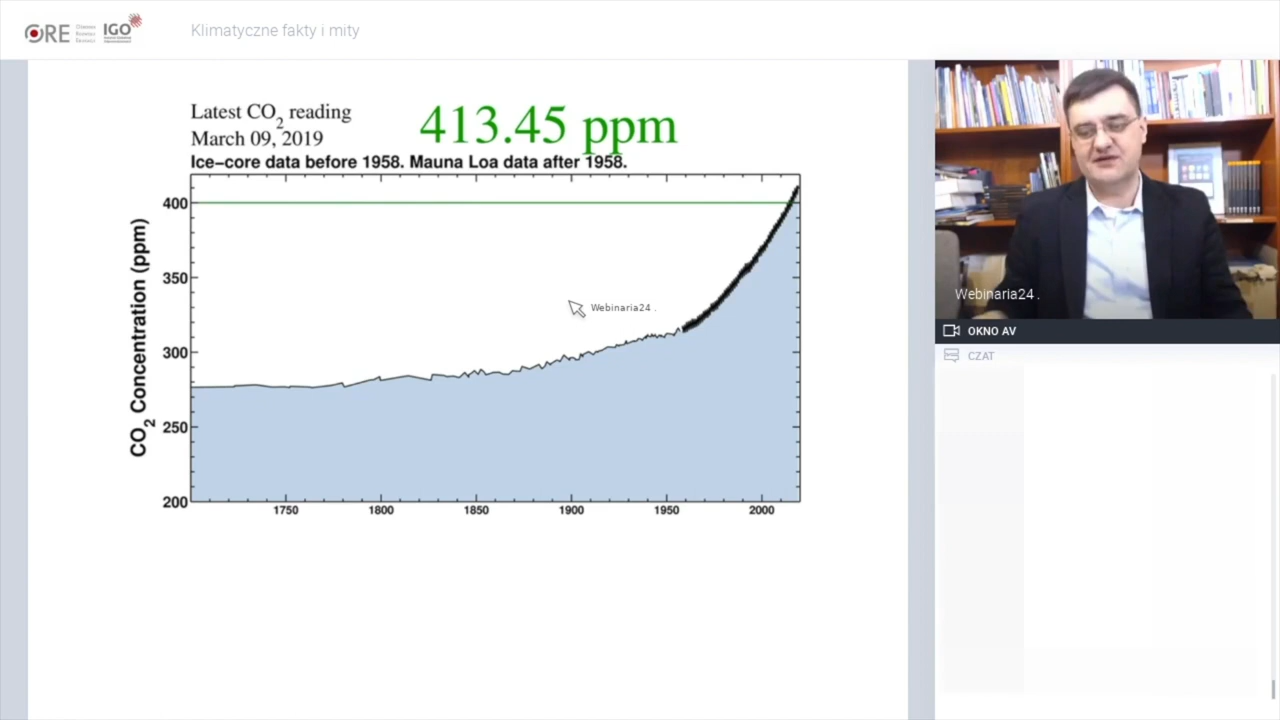 ORE
IGO
Klimatyczne fakty i mity
Latest CO2 reading
March 09, 2019
413.45 ppm
Ice-core data before 1958. Mauna Loa data after 1958.
CO2 Concentration (ppm)
400
350
300
250
200
1750
1800
1850
1900
1950
2000
Webinaria24 .
Webinaria24 .
OKNO AV
CZAT